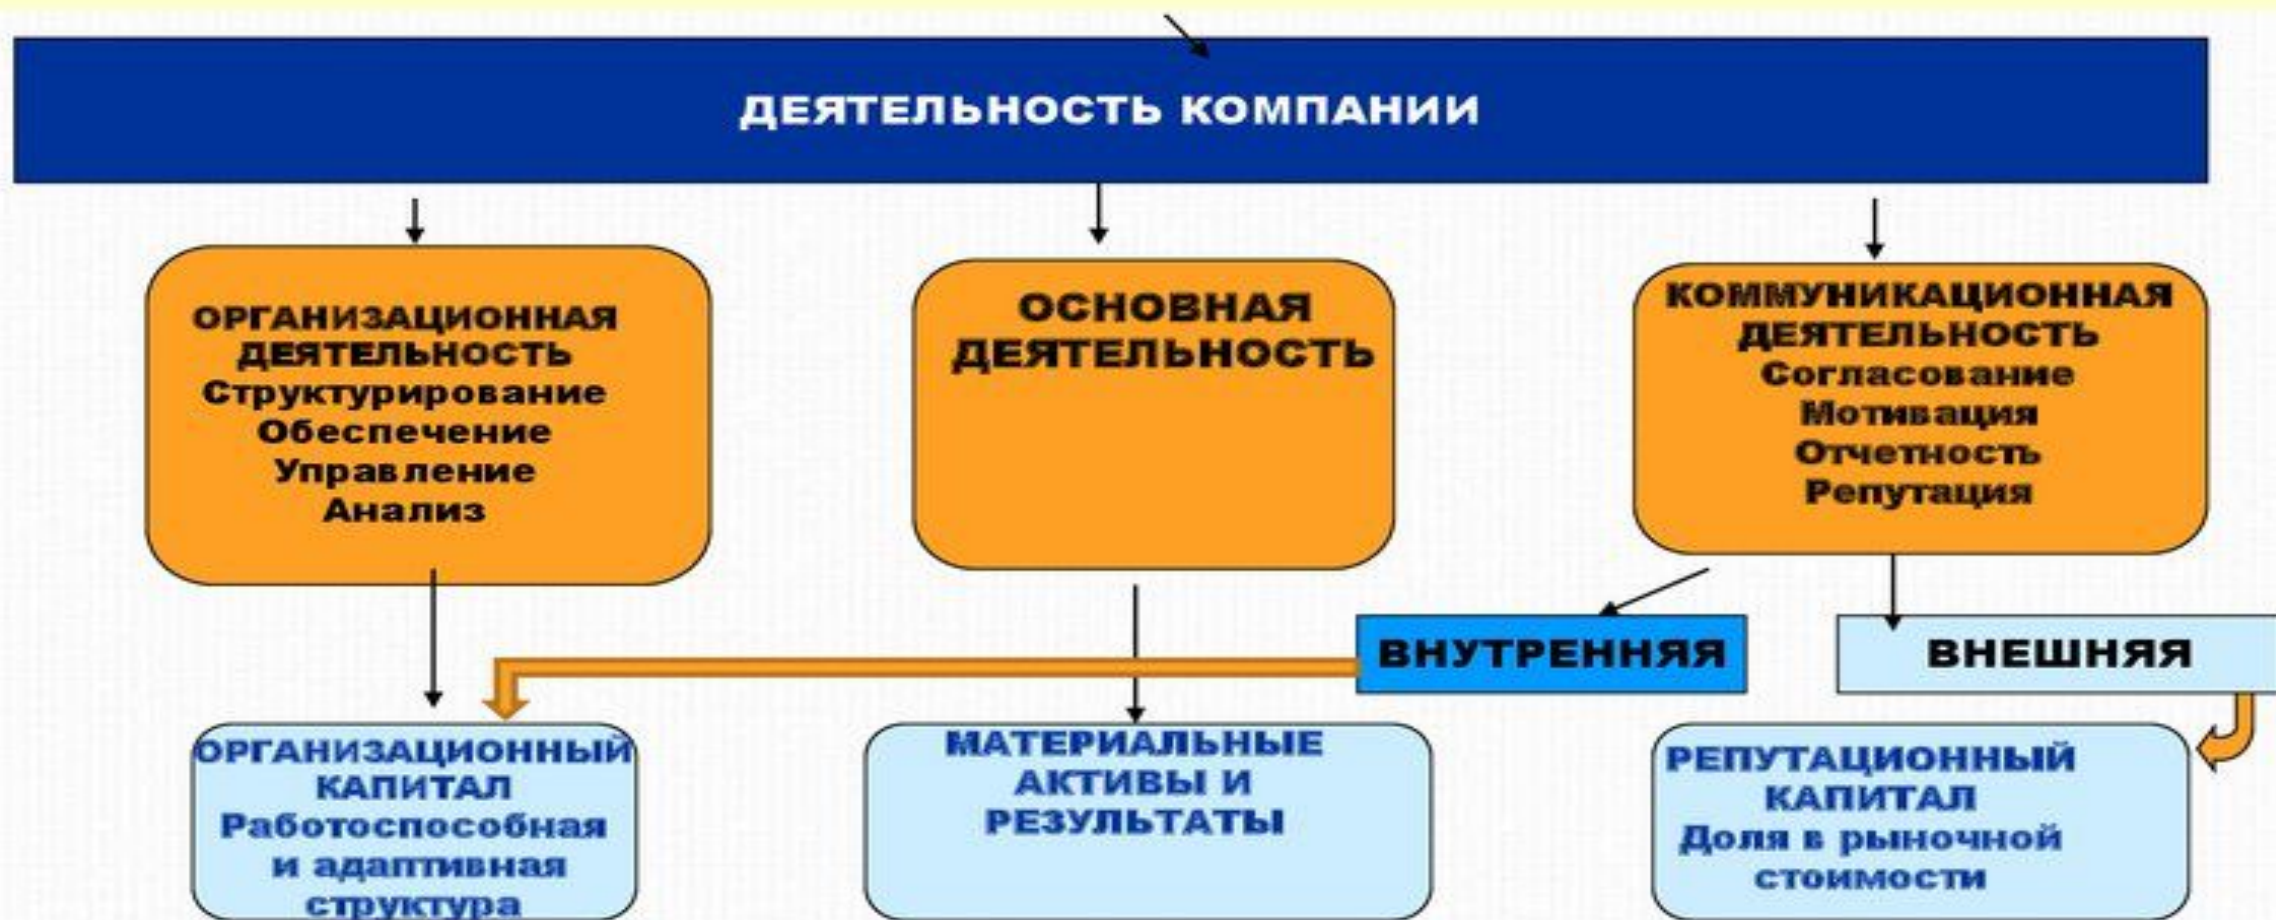 ДЕЯТЕЛЬНОСТЬ КОМПАНИИ
ОРГАНИЗАЦИОННАЯ
ДЕЯТЕЛЬНОСТЬ
Структурирование
Обеспечение
Управление
Анализ
ОСНОВНАЯ
ДЕЯТЕЛЬНОСТЬ
КОММУНИКАЦИОННАЯ
ДЕЯТЕЛЬНОСТЬ
Согласование
Мотивация
Отчетность
Репутация
ВНУТРЕННЯЯ
ВНЕШНЯЯ
ОРГАНИЗАЦИОННЫЙ
КАПИТАЛ
Работоспособная
и адаптивная
структура
МАТЕРИАЛЬНЫЕ
АКТИВЫ И
РЕЗУЛЬТАТЫ
РЕПУТАЦИОННЫЙ
КАПИТАЛ
Доля в рыночной
стоимости